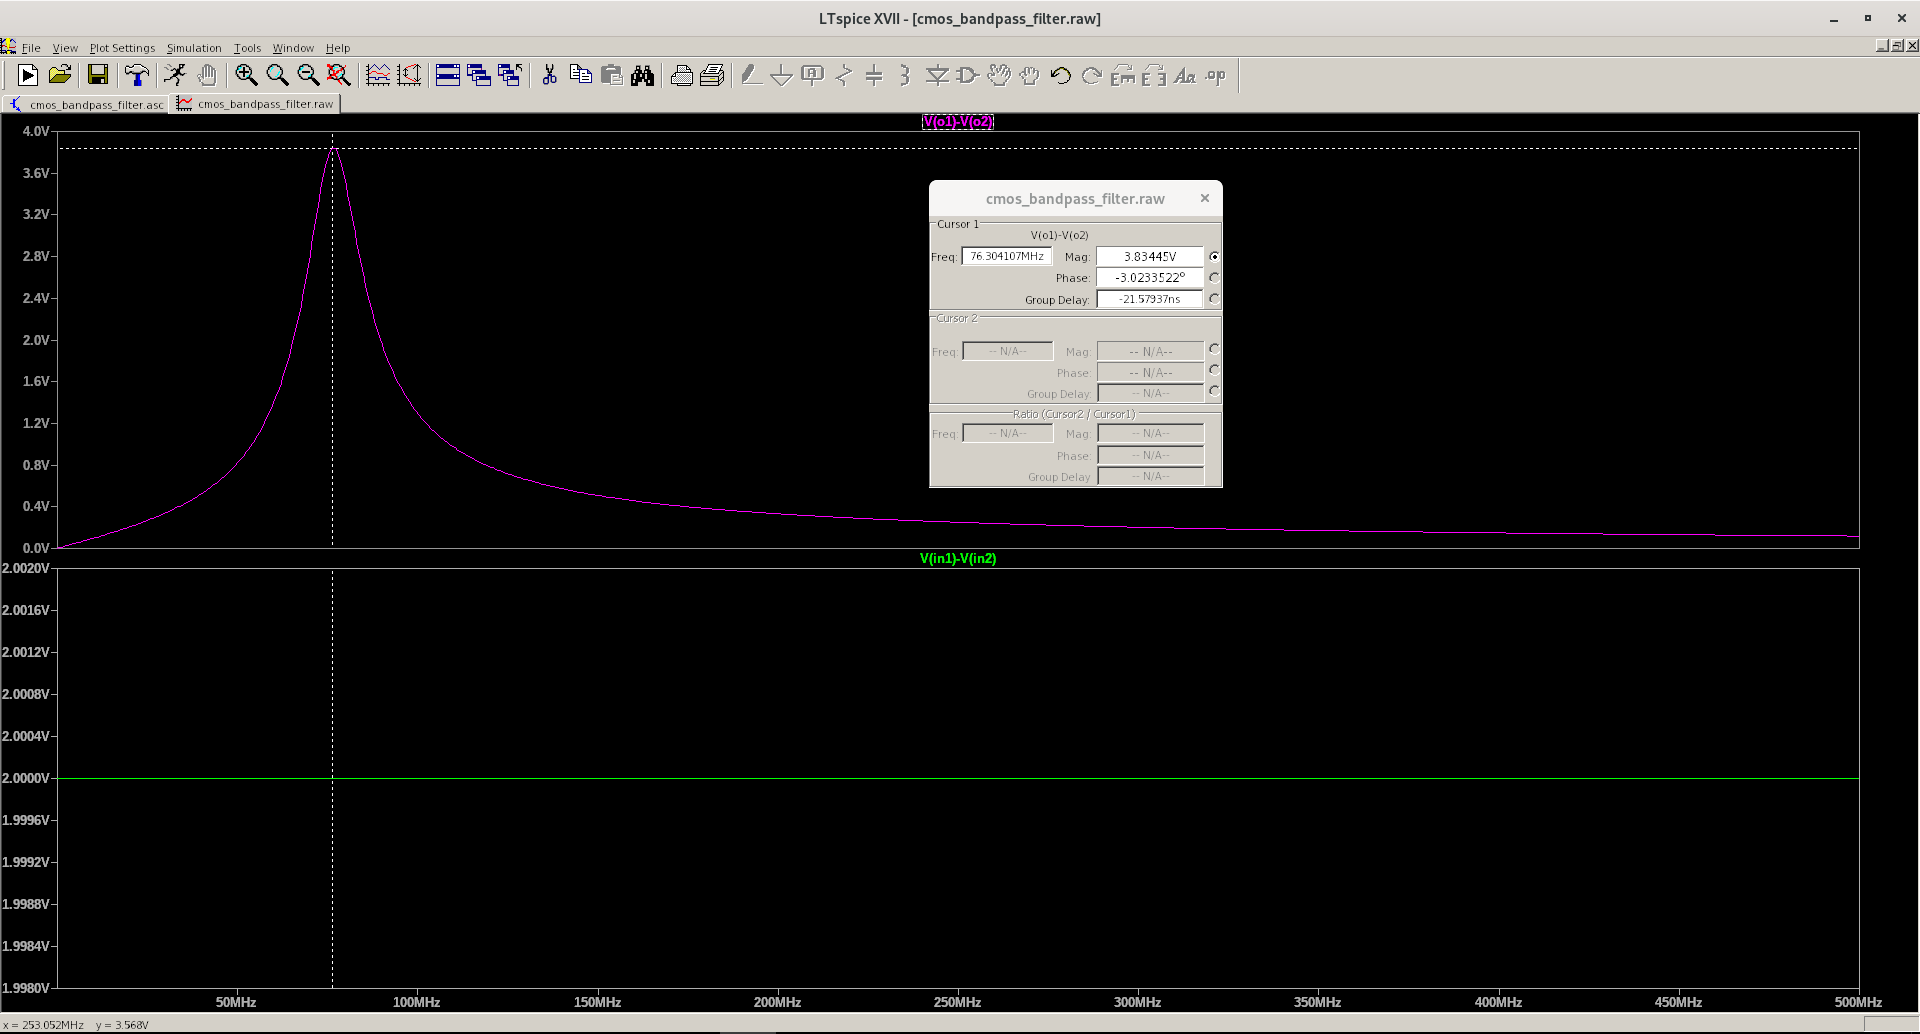 LTspice XVII - [cmos_bandpass_filter.raw]
File View Plot Settings Simulation Tools Window Help
cmos_bandpass_filter.asc cmos_bandpass_filter.raw
V(o1)-V(o2)
4.0V
3.6V
3.2V
2.8V
2.4V
2.0V
1.6V
1.2V
0.8V
0.4V
0.0V
cmos_bandpass_filter.raw
Cursor 1
V(o1)-V(o2)
Freq: 76.304107MHz Mag: 3.83445V
Phase: -3.0233522°
Group Delay: -21.57937ns
Cursor 2
Freq: -- N/A-- Mag: -- N/A--
Phase: -- N/A--
Group Delay: -- N/A--
Ratio (Cursor2 / Cursor1)
Freq: -- N/A-- Mag: -- N/A--
Phase: -- N/A--
Group Delay -- N/A--
V(in1)-V(in2)
2.0020V
2.0016V
2.0012V
2.0008V
2.0004V
2.0000V
1.9996V
1.9992V
1.9988V
1.9984V
1.9980V
50MHz 100MHz 150MHz 200MHz 250MHz 300MHz 350MHz 400MHz 450MHz 500MHz
x = 253.052MHz y = 3.568V